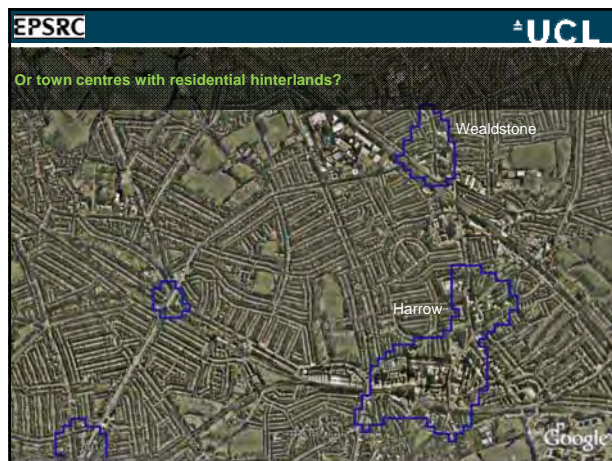 EPSRC
UCL
Or town centres with residential hinterlands?
Wealdstone
Harrow
Google